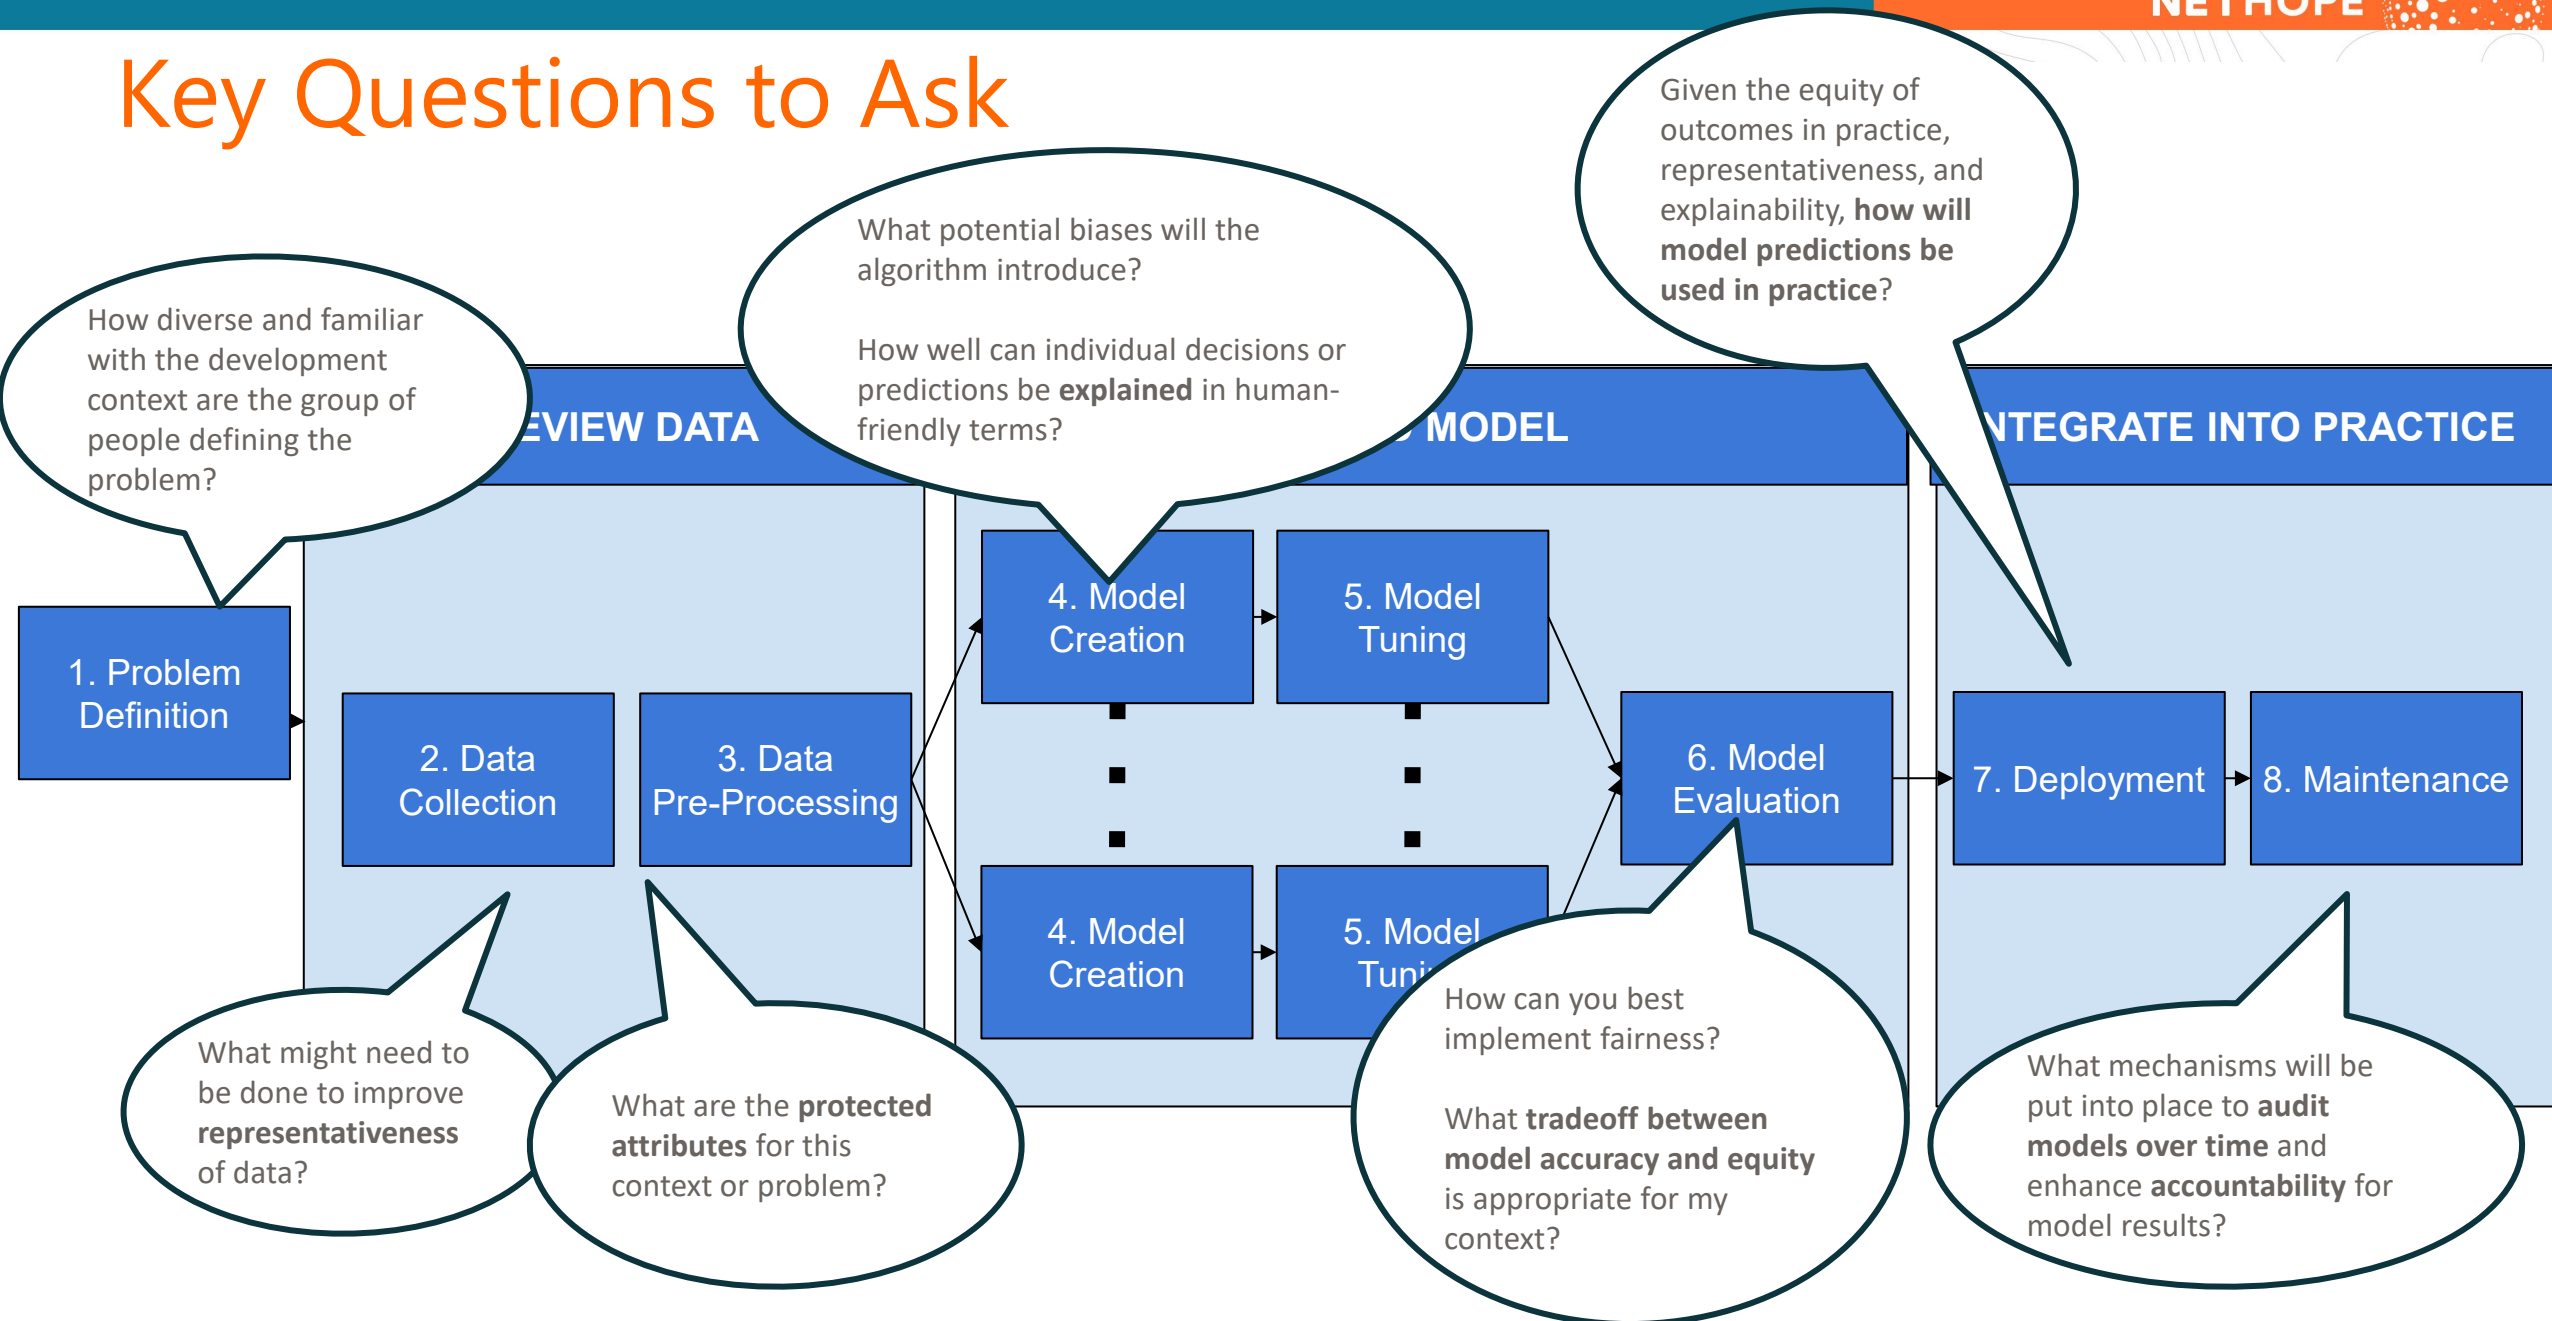 NETHOPE
Key Questions to Ask
Given the equity of
outcomes in practice,
representativeness, and
explainability, how will
model predictions be
used in practice?
What potential biases will the
algorithm introduce?
How well can individual decisions or
predictions be explained in human-
friendly terms?
How diverse and familiar
with the development
context are the group of
people defining the
problem?
EVIEW DATA
MODEL
NTEGRATE INTO PRACTICE
1. Problem
Definition
2. Data
Collection
3. Data
Pre-Processing
4. Model
Creation
5. Model
Tuning
4. Model
Creation
5. Model
Tuni
6. Model
Evaluation
7. Deployment
8. Maintenance
What might need to
be done to improve
representativeness
of data?
What are the protected
attributes for this
context or problem?
How can you best
implement fairness?
What tradeoff between
model accuracy and equity
is appropriate for my
context?
What mechanisms will be
put into place to audit
models over time and
enhance accountability for
model results?